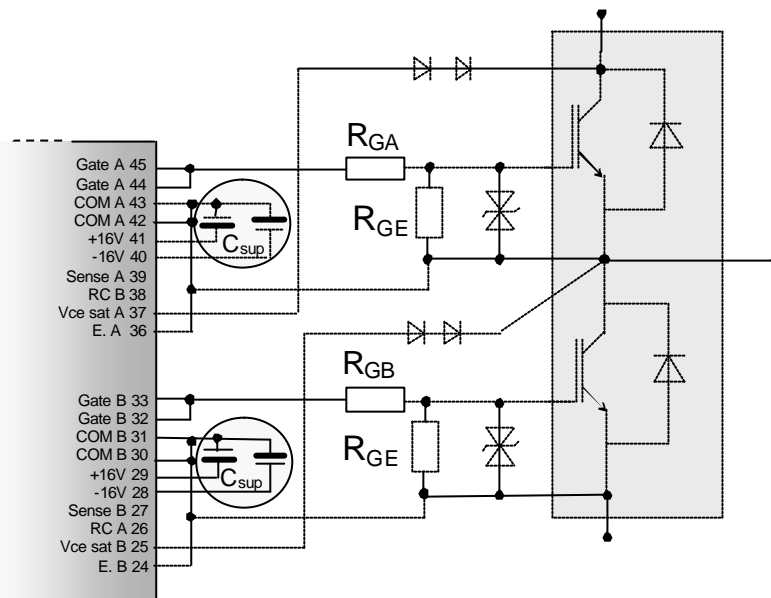 Gate A 45
Gate A 44
COM A 43
COM A 42
+16V 41
-16V 40
Sense A 39
RC B 38
Vce sat A 37
E. A 36
Gate B 33
Gate B 32
COM B 31
COM B 30
+16V 29
-16V 28
Sense B 27
RC A 26
Vce sat B 25
E. B 24
Csup
Csup
RGA
RGE
RGB
RGE